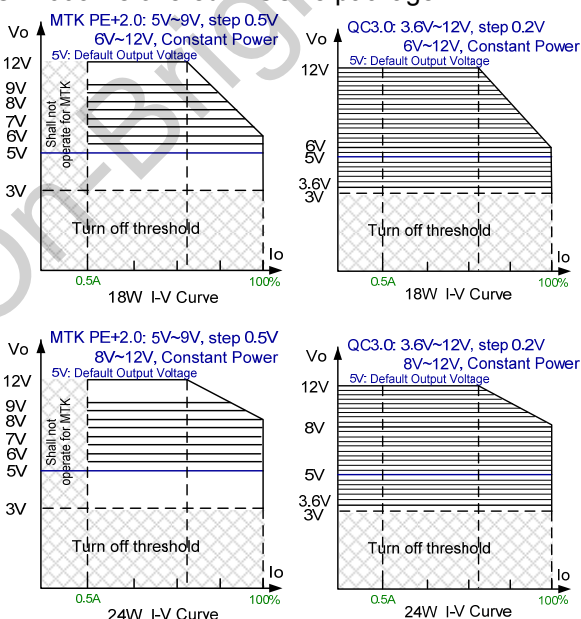 MTK PE+2.0: 5V~9V, step 0.5V
6V~12V, Constant Power
5V: Default Output Voltage
Vo
12V
9V
8V
7V
6V
5V
3V
Shall not
operate for MTK
Turn off threshold
Io
0.5A
100%
18W I-V Curve
QC3.0: 3.6V~12V, step 0.2V
6V~12V, Constant Power
5V: Default Output Voltage
Vo
12V
6V
5V
3.6V
3V
Turn off threshold
Io
0.5A
100%
18W I-V Curve
MTK PE+2.0: 5V~9V, step 0.5V
8V~12V, Constant Power
5V: Default Output Voltage
Vo
12V
9V
8V
7V
6V
5V
3V
Shall not
operate for MTK
Turn off threshold
Io
0.5A
100%
24W I-V Curve
QC3.0: 3.6V~12V, step 0.2V
8V~12V, Constant Power
5V: Default Output Voltage
Vo
12V
8V
5V
3.6V
3V
Turn off threshold
Io
0.5A
100%
24W I-V Curve
On-Bright